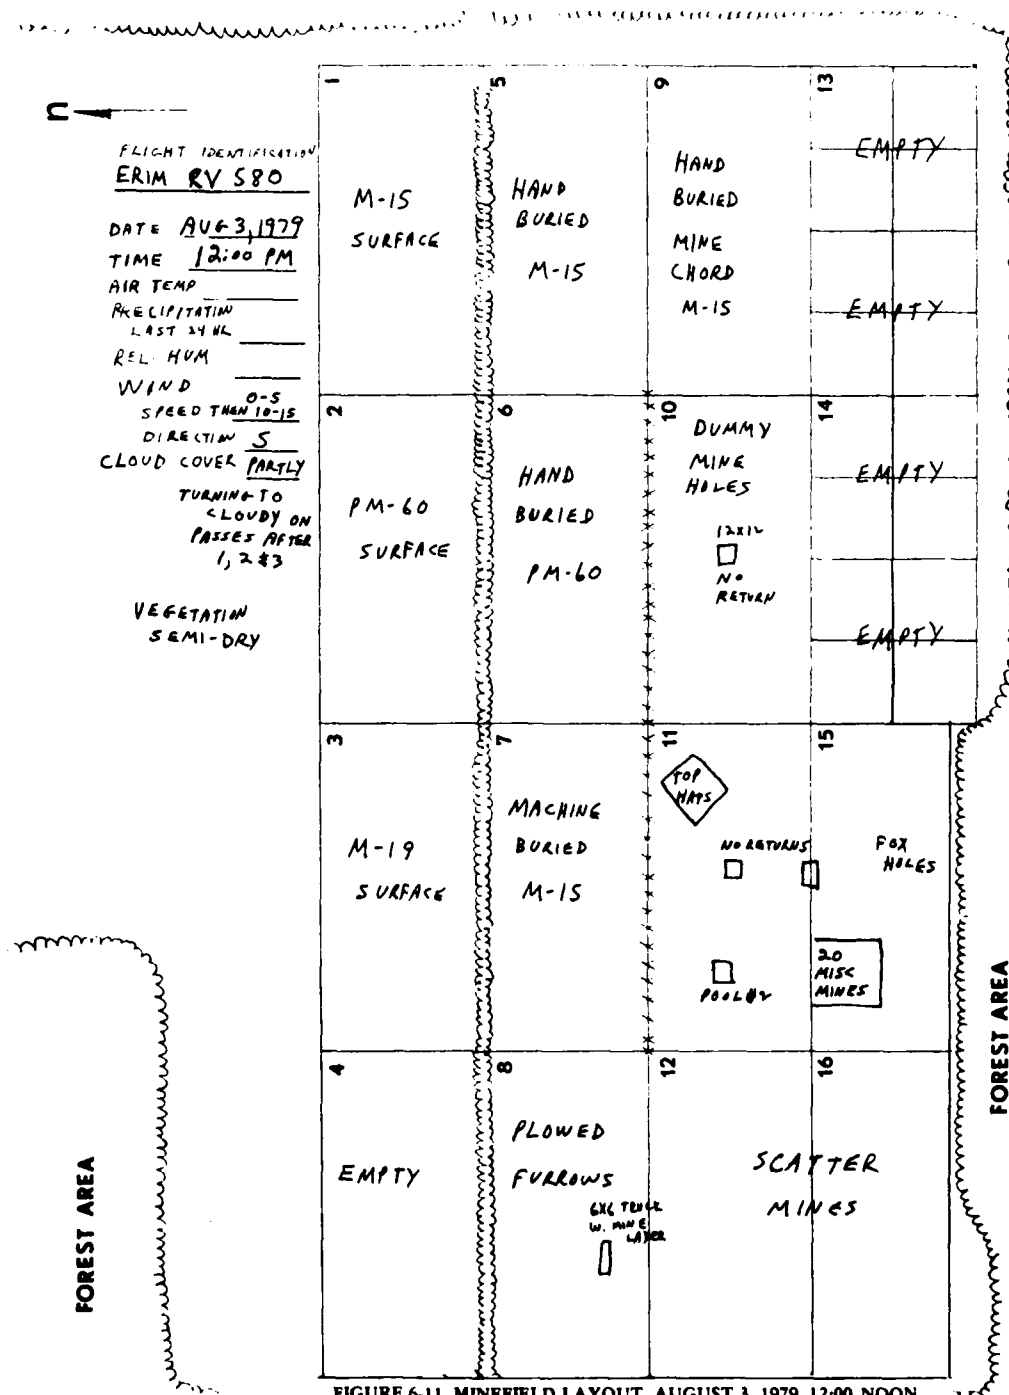 n
FLIGHT IDENTIFICATION
ERIM RV 580
DATE AUG 3, 1979
TIME 12:00 PM
AIR TEMP
PRECIPITATION
LAST 24 HR
REL. HUM
WIND
0-5
SPEED THEN 10-15
DIRECTION S
CLOUD COVER PARTLY
TURNING TO
CLOUDY ON
PASSES AFTER
1, 2 & 3
VEGETATION
SEMI-DRY
1
M-15
SURFACE
5
HAND
BURIED
M-15
9
HAND
BURIED
MINE
CHORD
M-15
13
EMPTY
EMPTY
2
PM-60
SURFACE
6
HAND
BURIED
PM-60
10
DUMMY
MINE
HOLES
12X12
NO
RETURN
14
EMPTY
EMPTY
3
M-19
SURFACE
7
MACHINE
BURIED
M-15
11
TOP
HATS
NO RETURNS
POOL #2
15
FOX
HOLES
20
MISC
MINES
4
EMPTY
8
PLOWED
FURROWS
6X6 TRUCK
W. MINE
LAYER
12
16
SCATTER
MINES
FOREST AREA
FOREST AREA
FIGURE 6-11. MINEFIELD LAYOUT, AUGUST 3, 1979, 12:00 NOON